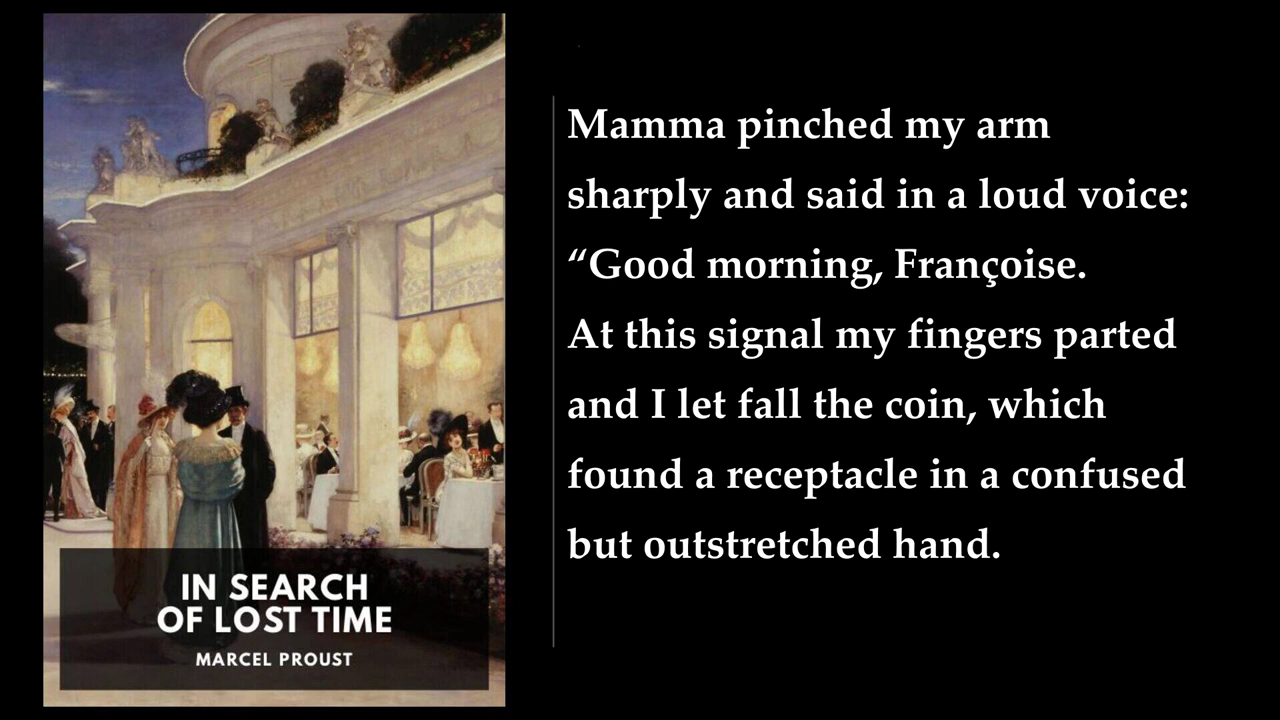 IN SEARCH
OF LOST TIME
MARCEL PROUST
Mamma pinched my arm
sharply and said in a loud voice:
“Good morning, Françoise.
At this signal my fingers parted
and I let fall the coin, which
found a receptacle in a confused
but outstretched hand.